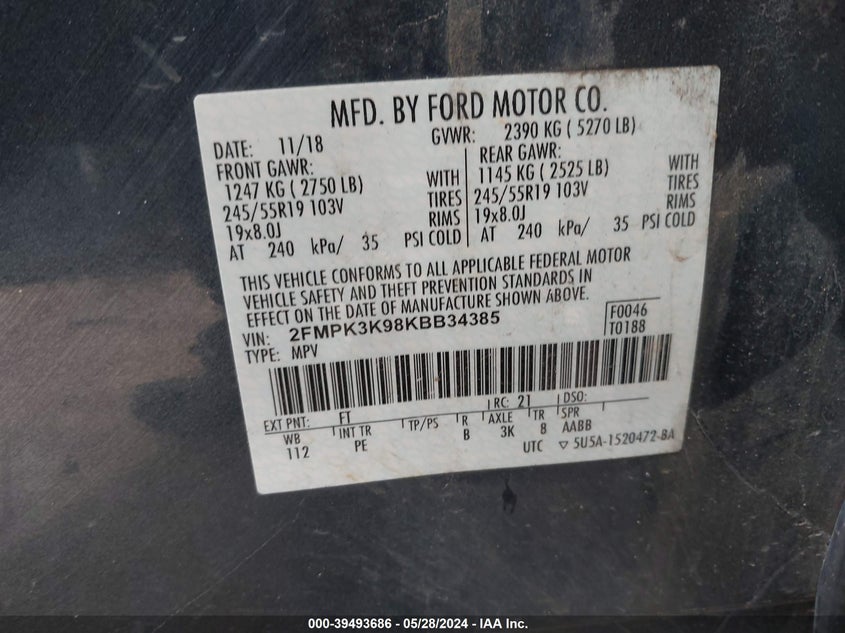 MFD. BY FORD MOTOR CO.
DATE: 11/18 GVWR: 2390 KG ( 5270 LB)
FRONT GAWR: REAR GAWR:
1247 KG ( 2750 LB) WITH 1145 KG ( 2525 LB) WITH
245/55R19 103V TIRES 245/55R19 103V TIRES
19x8.0J RIMS 19x8.0J RIMS
AT 240 kPa/ 35 PSI COLD AT 240 kPa/ 35 PSI COLD
THIS VEHICLE CONFORMS TO ALL APPLICABLE FEDERAL MOTOR
VEHICLE SAFETY AND THEFT PREVENTION STANDARDS IN
EFFECT ON THE DATE OF MANUFACTURE SHOWN ABOVE.
VIN: 2FMPK3K98KBB34385 F0046
TYPE: MPV T0188
EXT PNT: FT RC: 21 DSO:
WB INT TR TP/PS R AXLE TR SPR
112 PE B 3K B AABB
UTC ▽ 5U5A-1520472-BA
000-39493686 / 05/28/2024 - IAA Inc.